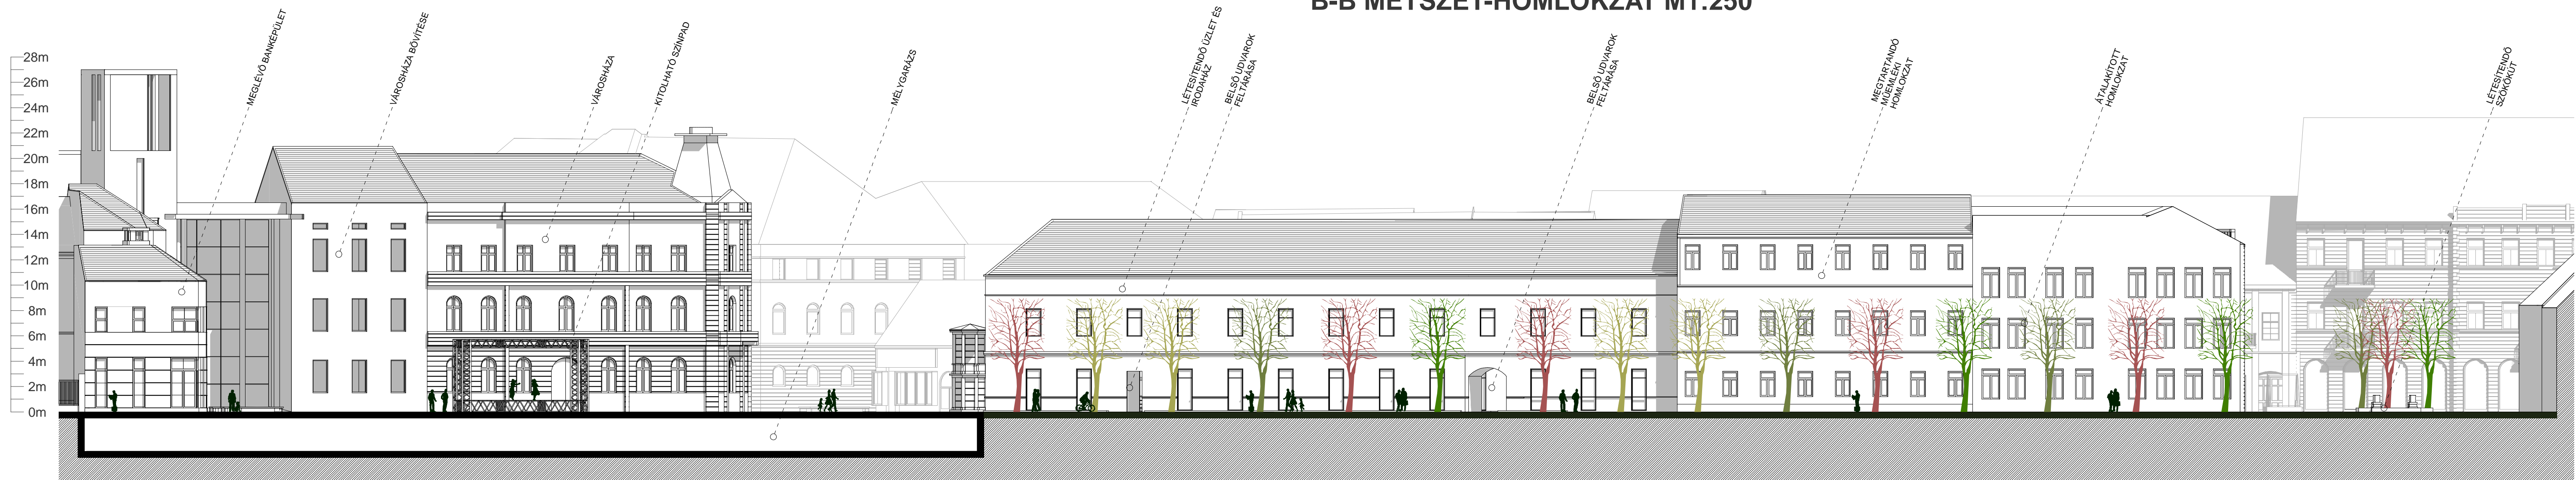 B-B METSZET-HOMLOKZAT M1:250
28m
26m
24m
22m
20m
18m
16m
14m
12m
10m
8m
6m
4m
2m
0m
MEGLÉVŐ BANKÉPÜLET
VÁROSHÁZA BŐVÍTÉSE
VÁROSHÁZA
KITOLHATÓ SZÍNPAD
MÉLYGARÁZS
LÉTESÍTENDŐ ÜZLET ÉS
IRODAHÁZ
BELSŐ UDVAROK
FELTÁRÁSA
BELSŐ UDVAROK
FELTÁRÁSA
MEGTARTANDÓ
MŰEMLÉKI
HOMLOKZAT
ÁTALAKÍTOTT
HOMLOKZAT
LÉTESÍTENDŐ
SZÖKŐKÚT